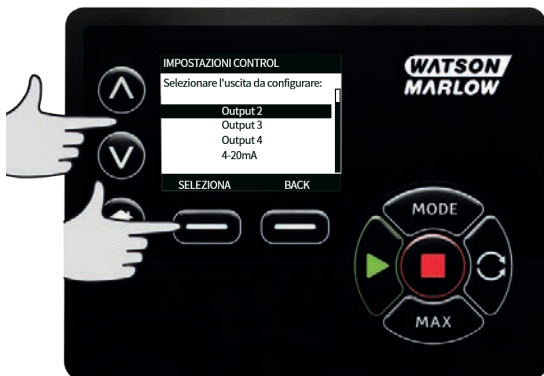 IMPOSTAZIONI CONTROL
Selezionare l'uscita da configurare:
Output 2
Output 3
Output 4
4-20mA
SELEZIONA BACK
WATSON
MARLOW
MODE
MAX